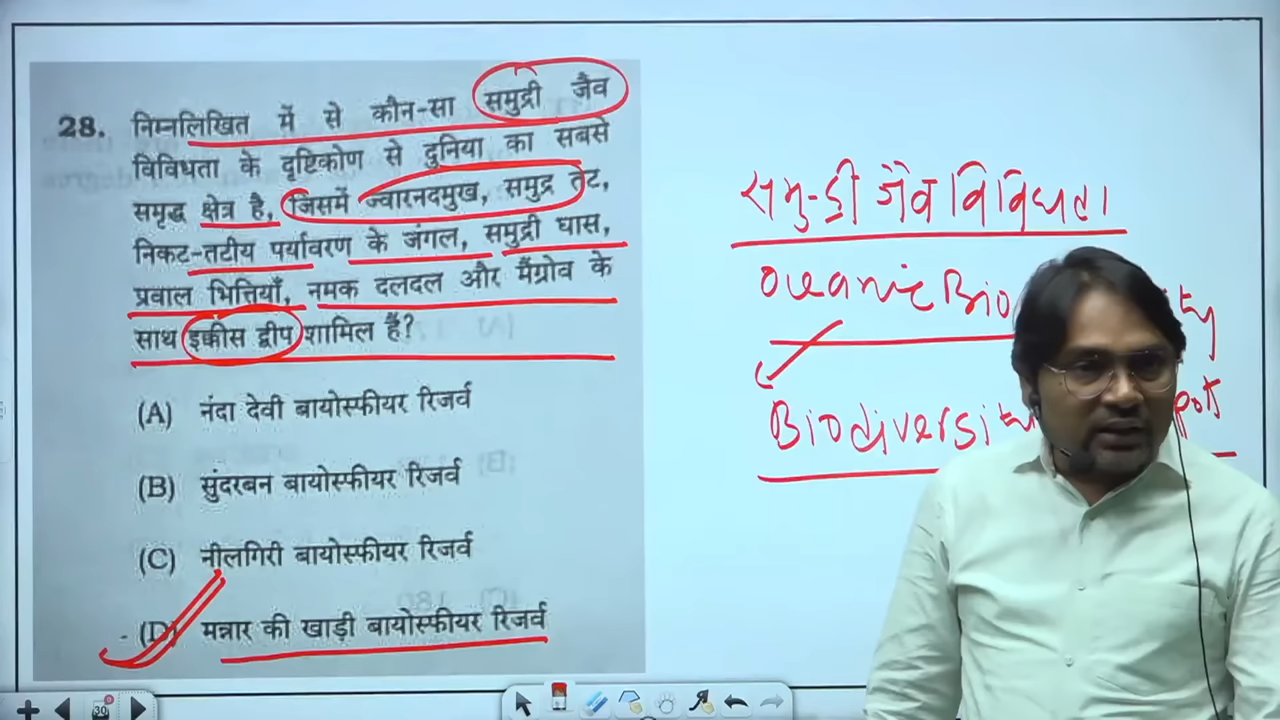 28. निम्नलिखित में से कौन-सा समुद्री जैव
विविधता के दृष्टिकोण से दुनिया का सबसे
समृद्ध क्षेत्र है, जिसमें ज्वारनदमुख, समुद्र तट,
निकट-तटीय पर्यावरण के जंगल, समुद्री घास,
प्रवाल भित्तियाँ, नमक दलदल और मैंग्रोव के
साथ इक्कीस द्वीप शामिल हैं?
(A) नंदा देवी बायोस्फीयर रिजर्व
(B) सुंदरबन बायोस्फीयर रिजर्व
(C) नीलगिरी बायोस्फीयर रिजर्व
(D) मन्नार की खाड़ी बायोस्फीयर रिजर्व
समुद्री जैव विविधता
Oceanic
30